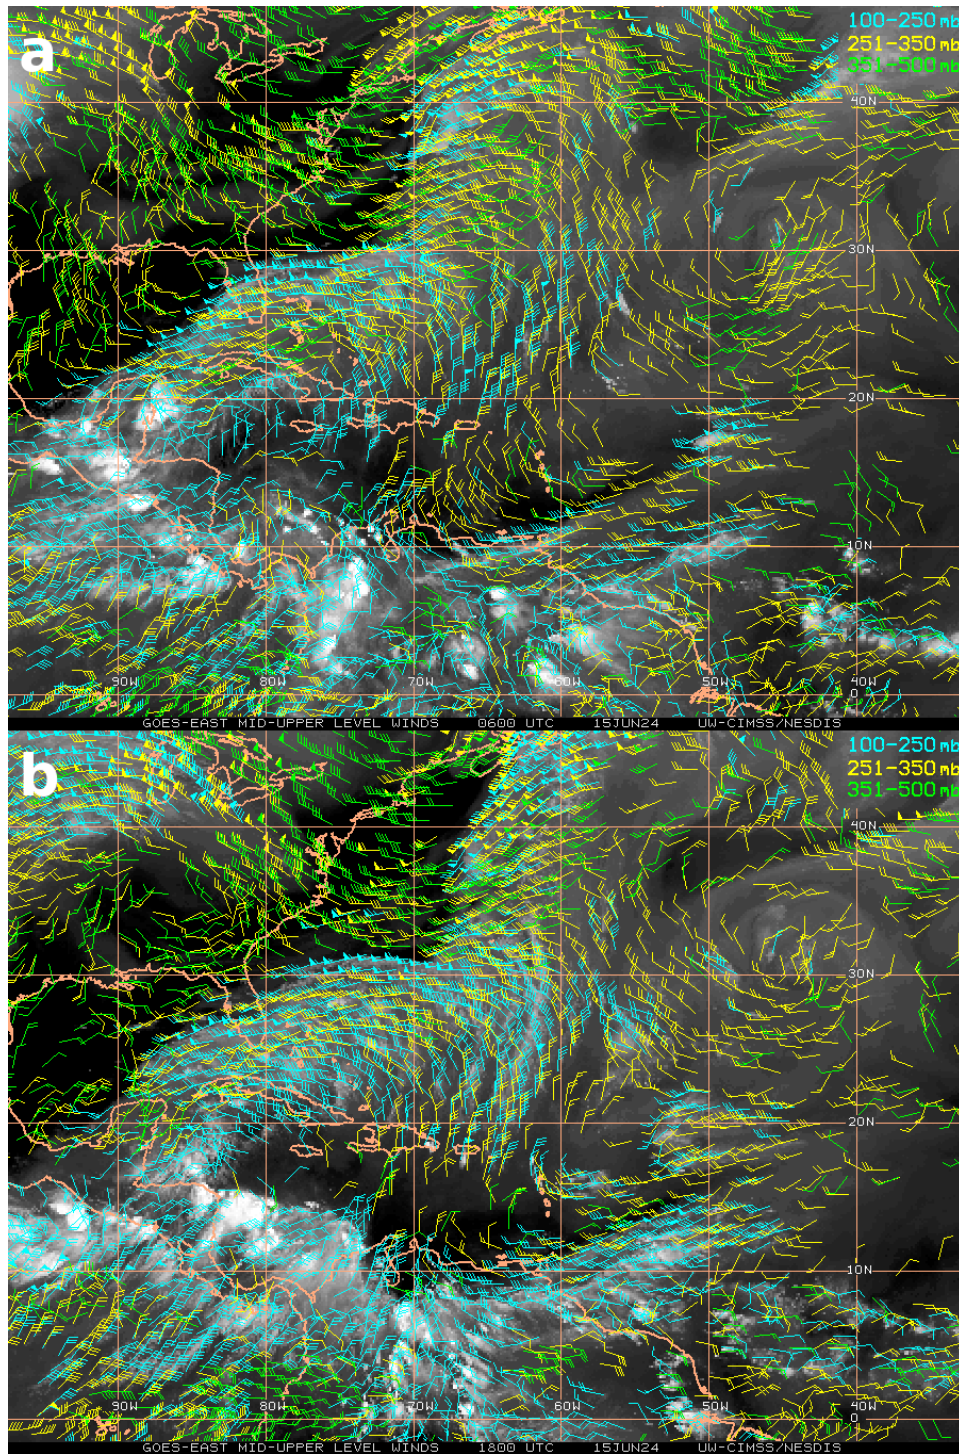 a
100-250 mb
251-350 mb
351-500 mb
40N
30N
20N
10N
90W 80W 70W 60W 50W 40W
0
GOES-EAST MID-UPPER LEVEL WINDS 0600 UTC 15JUN24 UW-CIMSS/NESDIS
b
100-250 mb
251-350 mb
351-500 mb
40N
30N
20N
10N
90W 80W 70W 60W 50W 40W
0
GOES-EAST MID-UPPER LEVEL WINDS 1800 UTC 15JUN24 UW-CIMSS/NESDIS